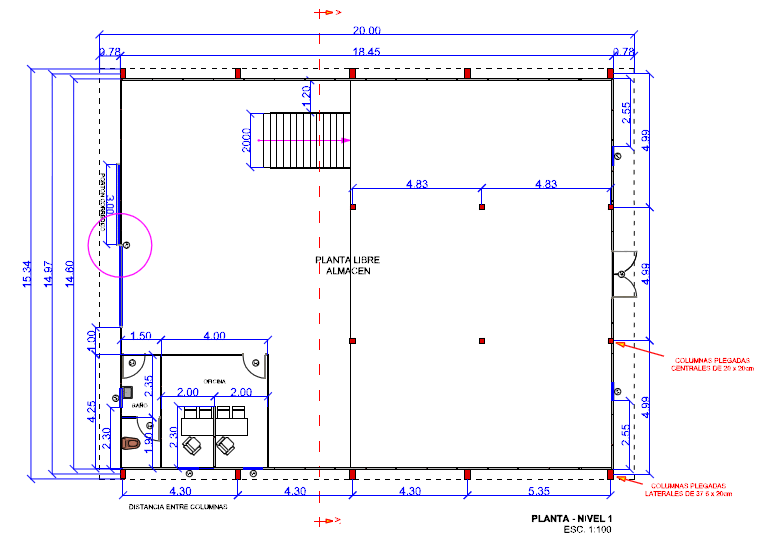 20.00
0.78
18.45
0.78
1.20
2000
2.55
4.99
4.83
4.83
3.00
PLANTA LIBRE
ALMACEN
15.34
14.97
14.60
4.99
1.00
1.50
4.00
COLUMNAS PLEGADAS
CENTRALES DE 20 x 20cm
2.35
OFICINA
2.00
2.00
BAÑO
4.25
2.30
1.90
2.30
4.99
2.55
COLUMNAS PLEGADAS
LATERALES DE 37.5 x 20cm
4.30
4.30
4.30
5.35
DISTANCIA ENTRE COLUMNAS
PLANTA - NIVEL 1
ESC. 1:100